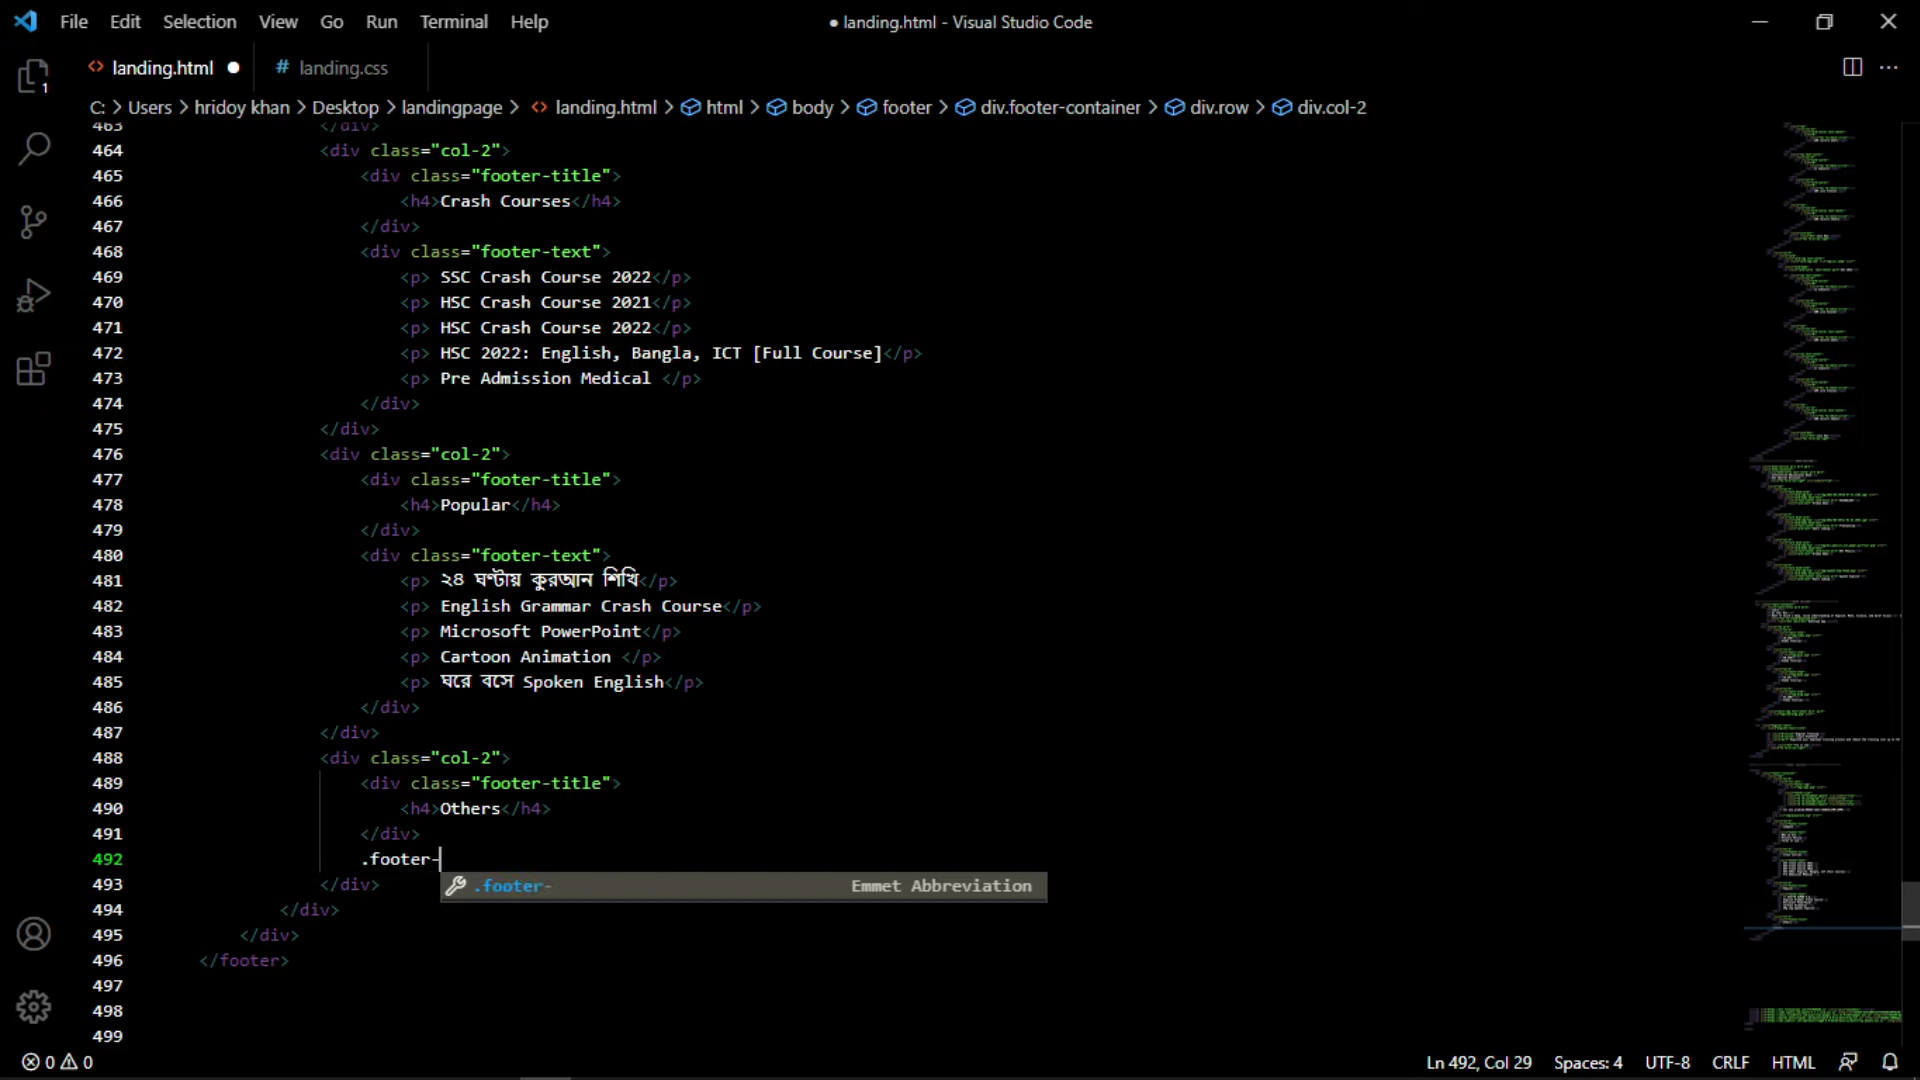 File Edit Selection View Go Run Terminal Help
● landing.html - Visual Studio Code
landing.html ●
# landing.css
C: > Users > hridoy khan > Desktop > landingpage > landing.html > html > body > footer > div.footer-container > div.row > div.col-2
463 </div>
464 <div class="col-2">
465 <div class="footer-title">
466 <h4>Crash Courses</h4>
467 </div>
468 <div class="footer-text">
469 <p> SSC Crash Course 2022</p>
470 <p> HSC Crash Course 2021</p>
471 <p> HSC Crash Course 2022</p>
472 <p> HSC 2022: English, Bangla, ICT [Full Course]</p>
473 <p> Pre Admission Medical </p>
474 </div>
475 </div>
476 <div class="col-2">
477 <div class="footer-title">
478 <h4>Popular</h4>
479 </div>
480 <div class="footer-text">
481 <p> ২৪ ঘণ্টায় কুরআন শিখি</p>
482 <p> English Grammar Crash Course</p>
483 <p> Microsoft PowerPoint</p>
484 <p> Cartoon Animation </p>
485 <p> ঘরে বসে Spoken English</p>
486 </div>
487 </div>
488 <div class="col-2">
489 <div class="footer-title">
490 <h4>Others</h4>
491 </div>
492 .footer-
.footer- Emmet Abbreviation
493 </div>
494 </div>
495 </div>
496 </footer>
497
498
499
1
0 0
Ln 492, Col 29 Spaces: 4 UTF-8 CRLF HTML